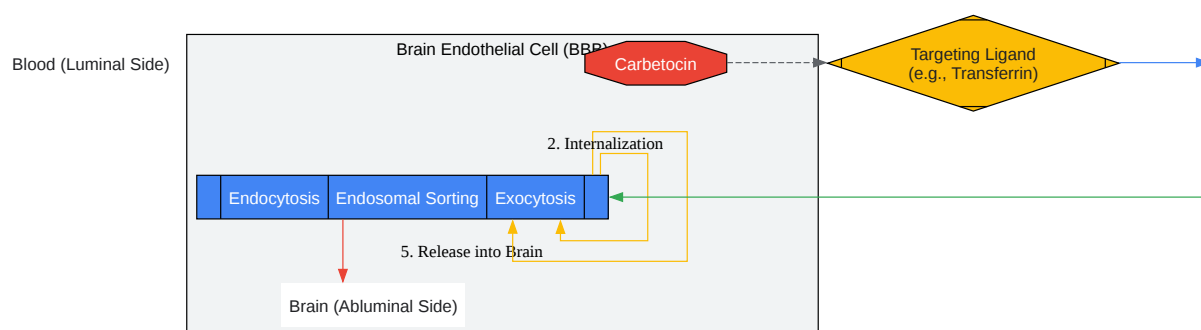 Brain Endothelial Cell (BBB)
Blood (Luminal Side)
Carbetocin
Targeting Ligand
(e.g., Transferrin)
2. Internalization
Endocytosis
Endosomal Sorting
Exocytosis
5. Release into Brain
Brain (Abluminal Side)